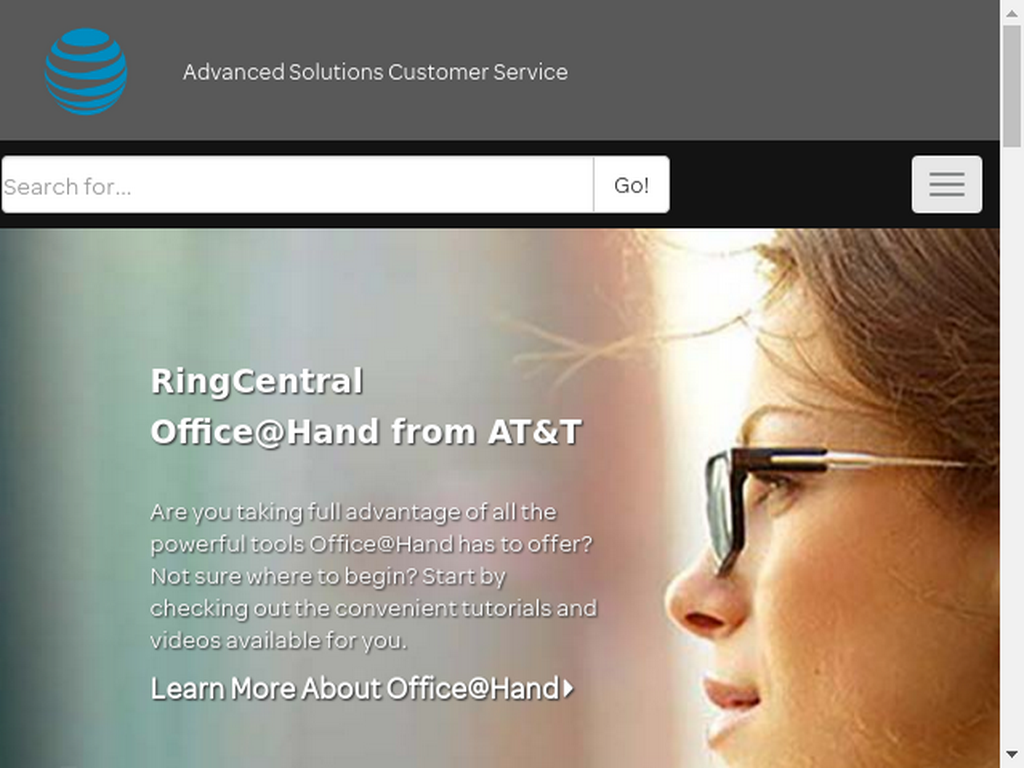 Advanced Solutions Customer Service
Search for...
Go!
RingCentral
Office@Hand from AT&T
Are you taking full advantage of all the
powerful tools Office@Hand has to offer?
Not sure where to begin? Start by
checking out the convenient tutorials and
videos available for you.
Learn More About Office@Hand